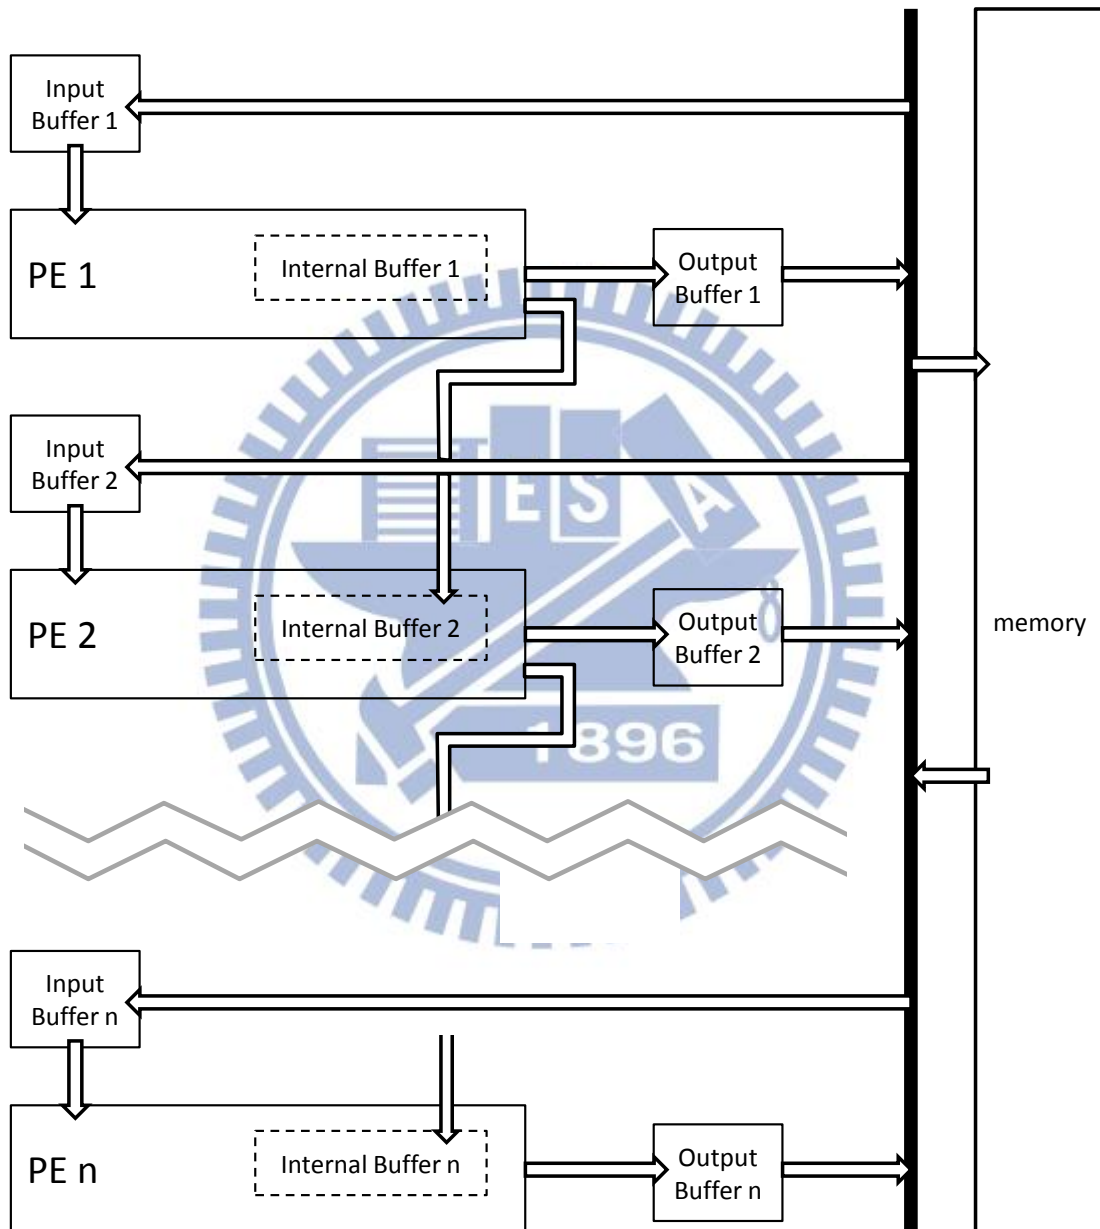 Input
Buffer 1
PE 1
Internal Buffer 1
Output
Buffer 1
Input
Buffer 2
E S A
PE 2
Internal Buffer 2
Output
Buffer 2
8
memory
1896
Input
Buffer n
PE n
Internal Buffer n
Output
Buffer n